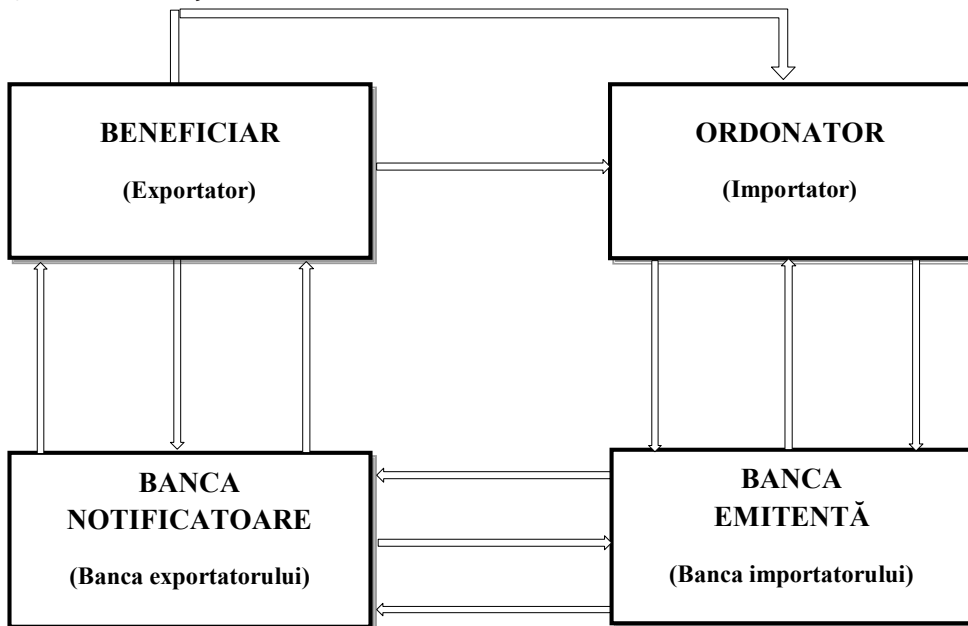 BENEFICIAR
(Exportator)
ORDONATOR
(Importator)
BANCA
NOTIFICATOARE
(Banca exportatorului)
BANCA
EMITENTĂ
(Banca importatorului)